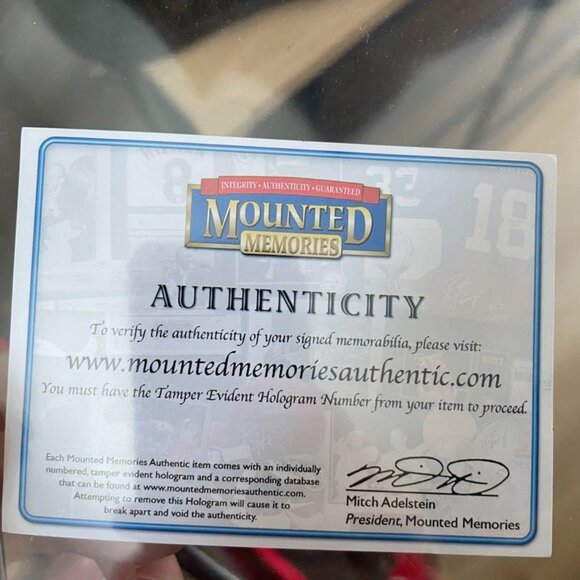 INTEGRITY • AUTHENTICITY • GUARANTEED
MOUNTED
MEMORIES
AUTHENTICITY
To verify the authenticity of your signed memorabilia, please visit:
www.mountedmemoriesauthentic.com
You must have the Tamper Evident Hologram Number from your item to proceed.
Each Mounted Memories Authentic item comes with an individually
numbered, tamper evident hologram and a corresponding database
that can be found at www.mountedmemoriesauthentic.com.
Attempting to remove this Hologram will cause it to
break apart and void the authenticity.
Mitch Adelstein
President, Mounted Memories
8
33
18